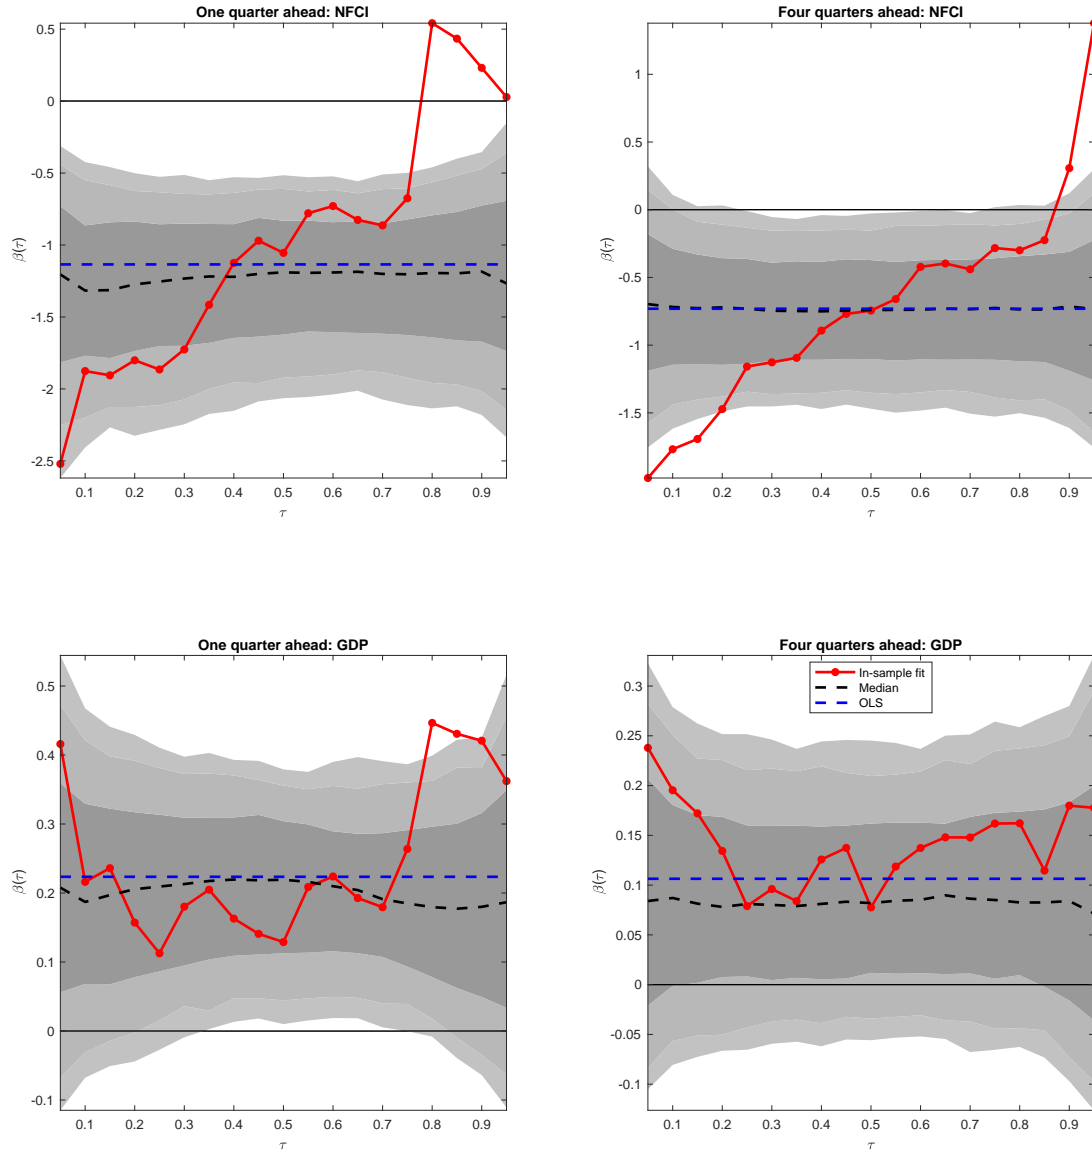 One quarter ahead: NFCI
0.5
0
-0.5
-1
-1.5
-2
-2.5
β(τ)
0.1 0.2 0.3 0.4 0.5 0.6 0.7 0.8 0.9
τ
Four quarters ahead: NFCI
1
0.5
0
-0.5
-1
-1.5
β(τ)
0.1 0.2 0.3 0.4 0.5 0.6 0.7 0.8 0.9
τ
One quarter ahead: GDP
0.5
0.4
0.3
0.2
0.1
0
-0.1
β(τ)
0.1 0.2 0.3 0.4 0.5 0.6 0.7 0.8 0.9
τ
Four quarters ahead: GDP
In-sample fit
Median
OLS
0.3
0.25
0.2
0.15
0.1
0.05
0
-0.05
-0.1
β(τ)
0.1 0.2 0.3 0.4 0.5 0.6 0.7 0.8 0.9
τ